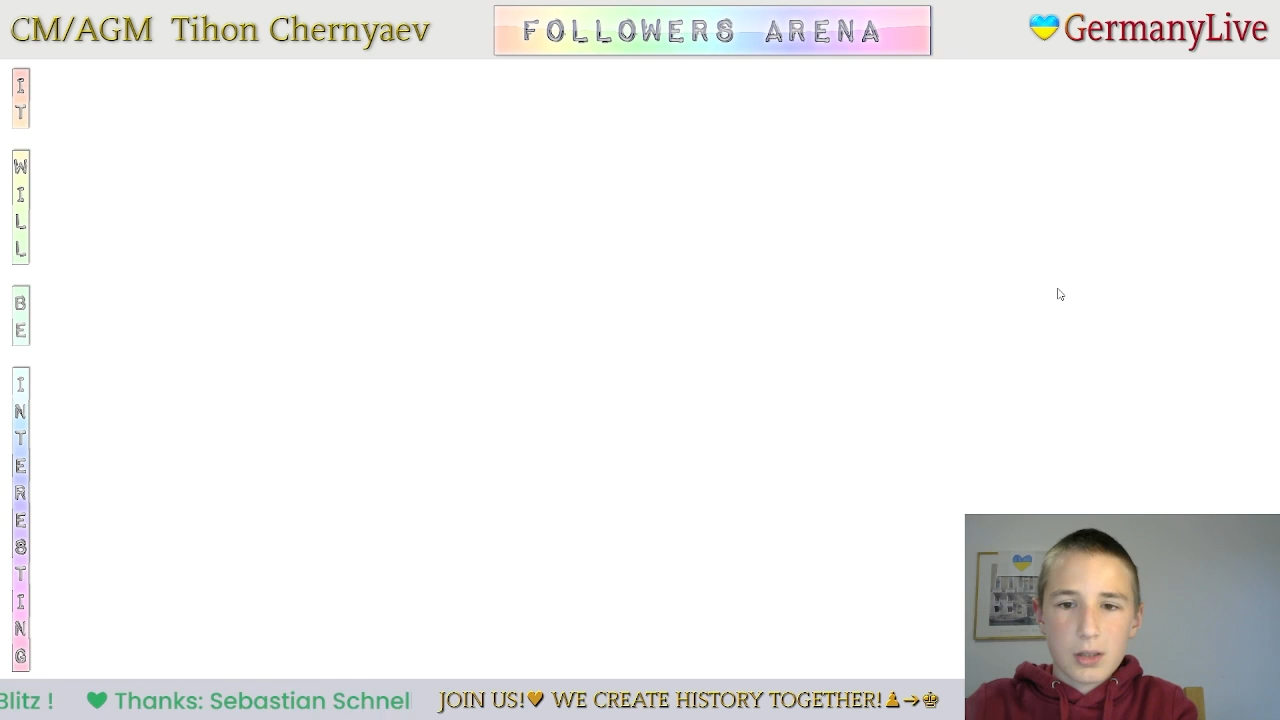 CM/AGM Tihon Chernyaev
FOLLOWERS ARENA
💙GermanyLive
IT
WILL
BE
INTERESTING
Blitz ! 💚 Thanks: Sebastian Schnel
JOIN US!🧡 WE CREATE HISTORY TOGETHER!♟→♚